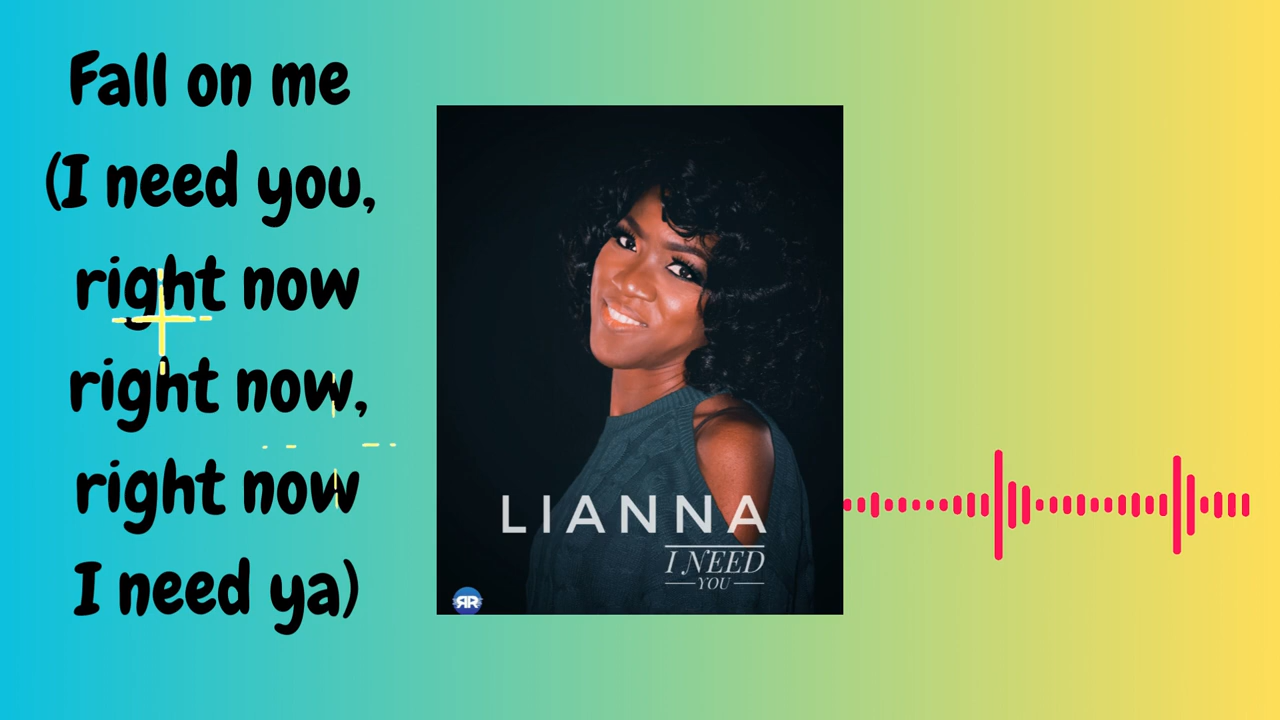 Fall on me
(I need you,
right now
right now,
right now
I need ya)
LIANNA
I NEED
YOU